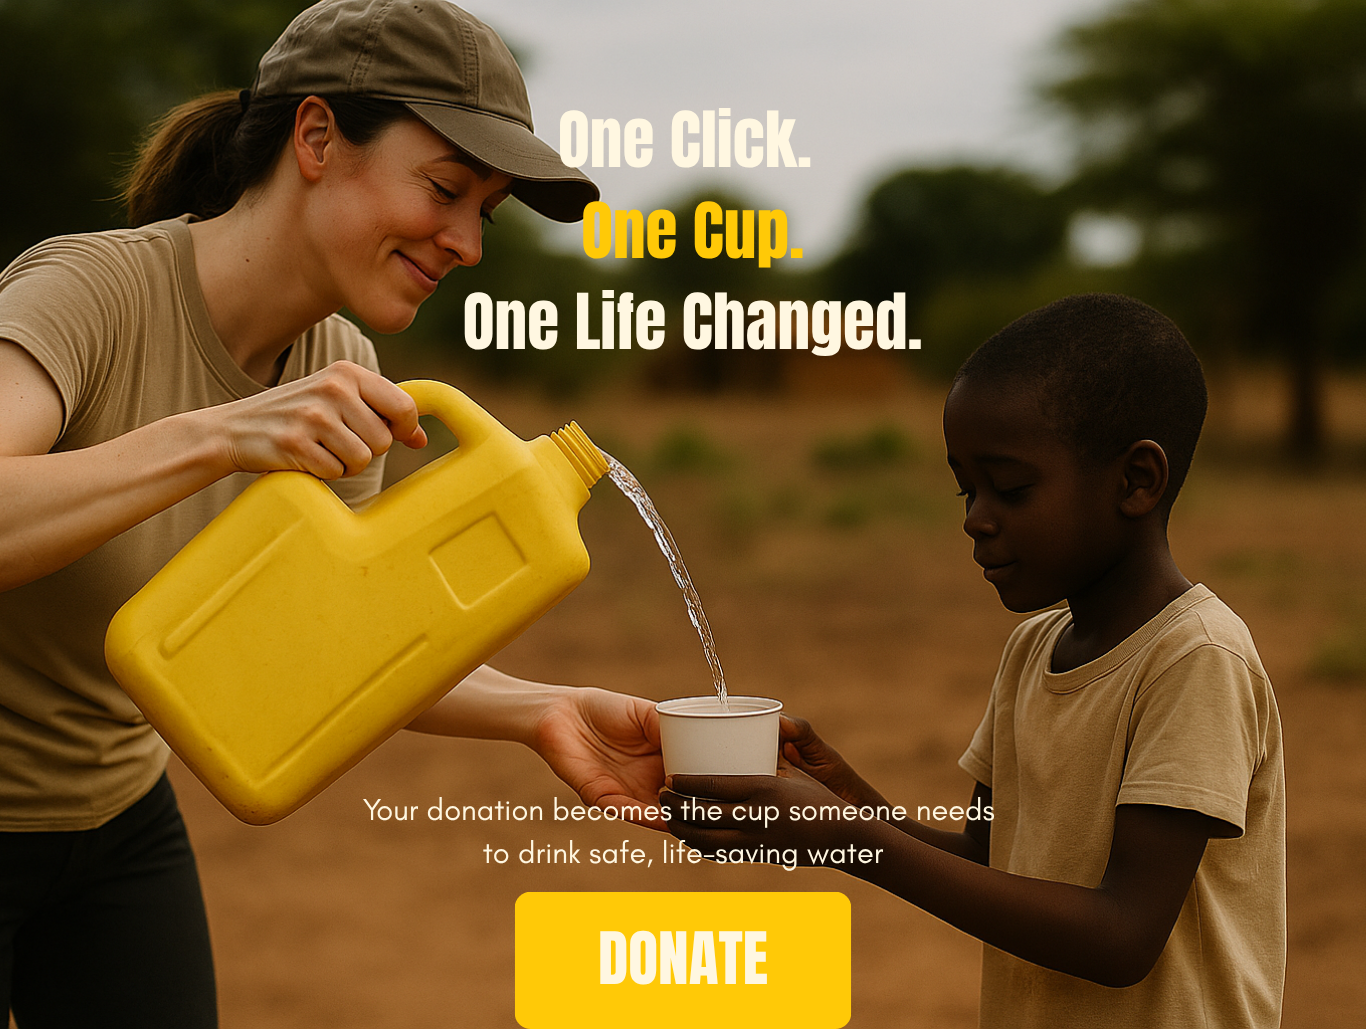 One Click.
One Cup.
One Life Changed.
Your donation becomes the cup someone needs
to drink safe, life-saving water
DONATE